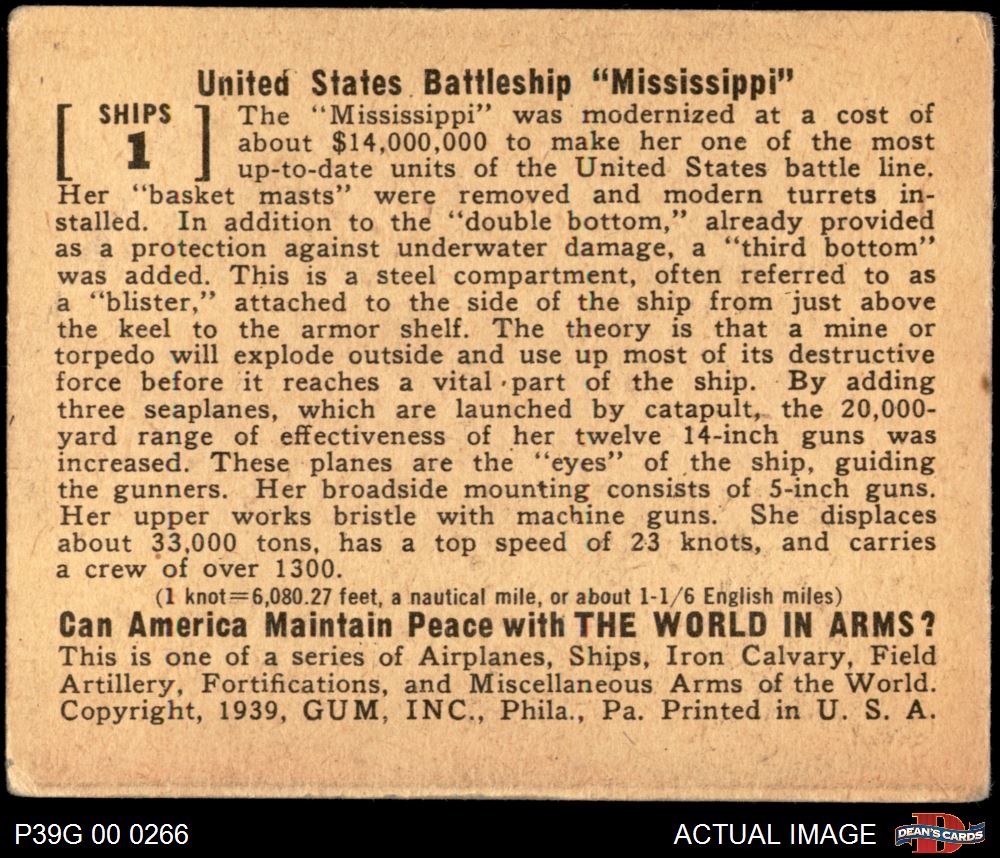 United States Battleship "Mississippi"
[ SHIPS 1 ]
The "Mississippi" was modernized at a cost of
about $14,000,000 to make her one of the most
up-to-date units of the United States battle line.
Her "basket masts" were removed and modern turrets in-
stalled. In addition to the "double bottom," already provided
as a protection against underwater damage, a "third bottom"
was added. This is a steel compartment, often referred to as
a "blister," attached to the side of the ship from just above
the keel to the armor shelf. The theory is that a mine or
torpedo will explode outside and use up most of its destructive
force before it reaches a vital part of the ship. By adding
three seaplanes, which are launched by catapult, the 20,000-
yard range of effectiveness of her twelve 14-inch guns was
increased. These planes are the "eyes" of the ship, guiding
the gunners. Her broadside mounting consists of 5-inch guns.
Her upper works bristle with machine guns. She displaces
about 33,000 tons, has a top speed of 23 knots, and carries
a crew of over 1300.
(1 knot=6,080.27 feet, a nautical mile, or about 1-1/6 English miles)
Can America Maintain Peace with THE WORLD IN ARMS?
This is one of a series of Airplanes, Ships, Iron Calvary, Field
Artillery, Fortifications, and Miscellaneous Arms of the World.
Copyright, 1939, GUM, INC., Phila., Pa. Printed in U. S. A.
P39G 00 0266
ACTUAL IMAGE
D
DEAN'S CARDS